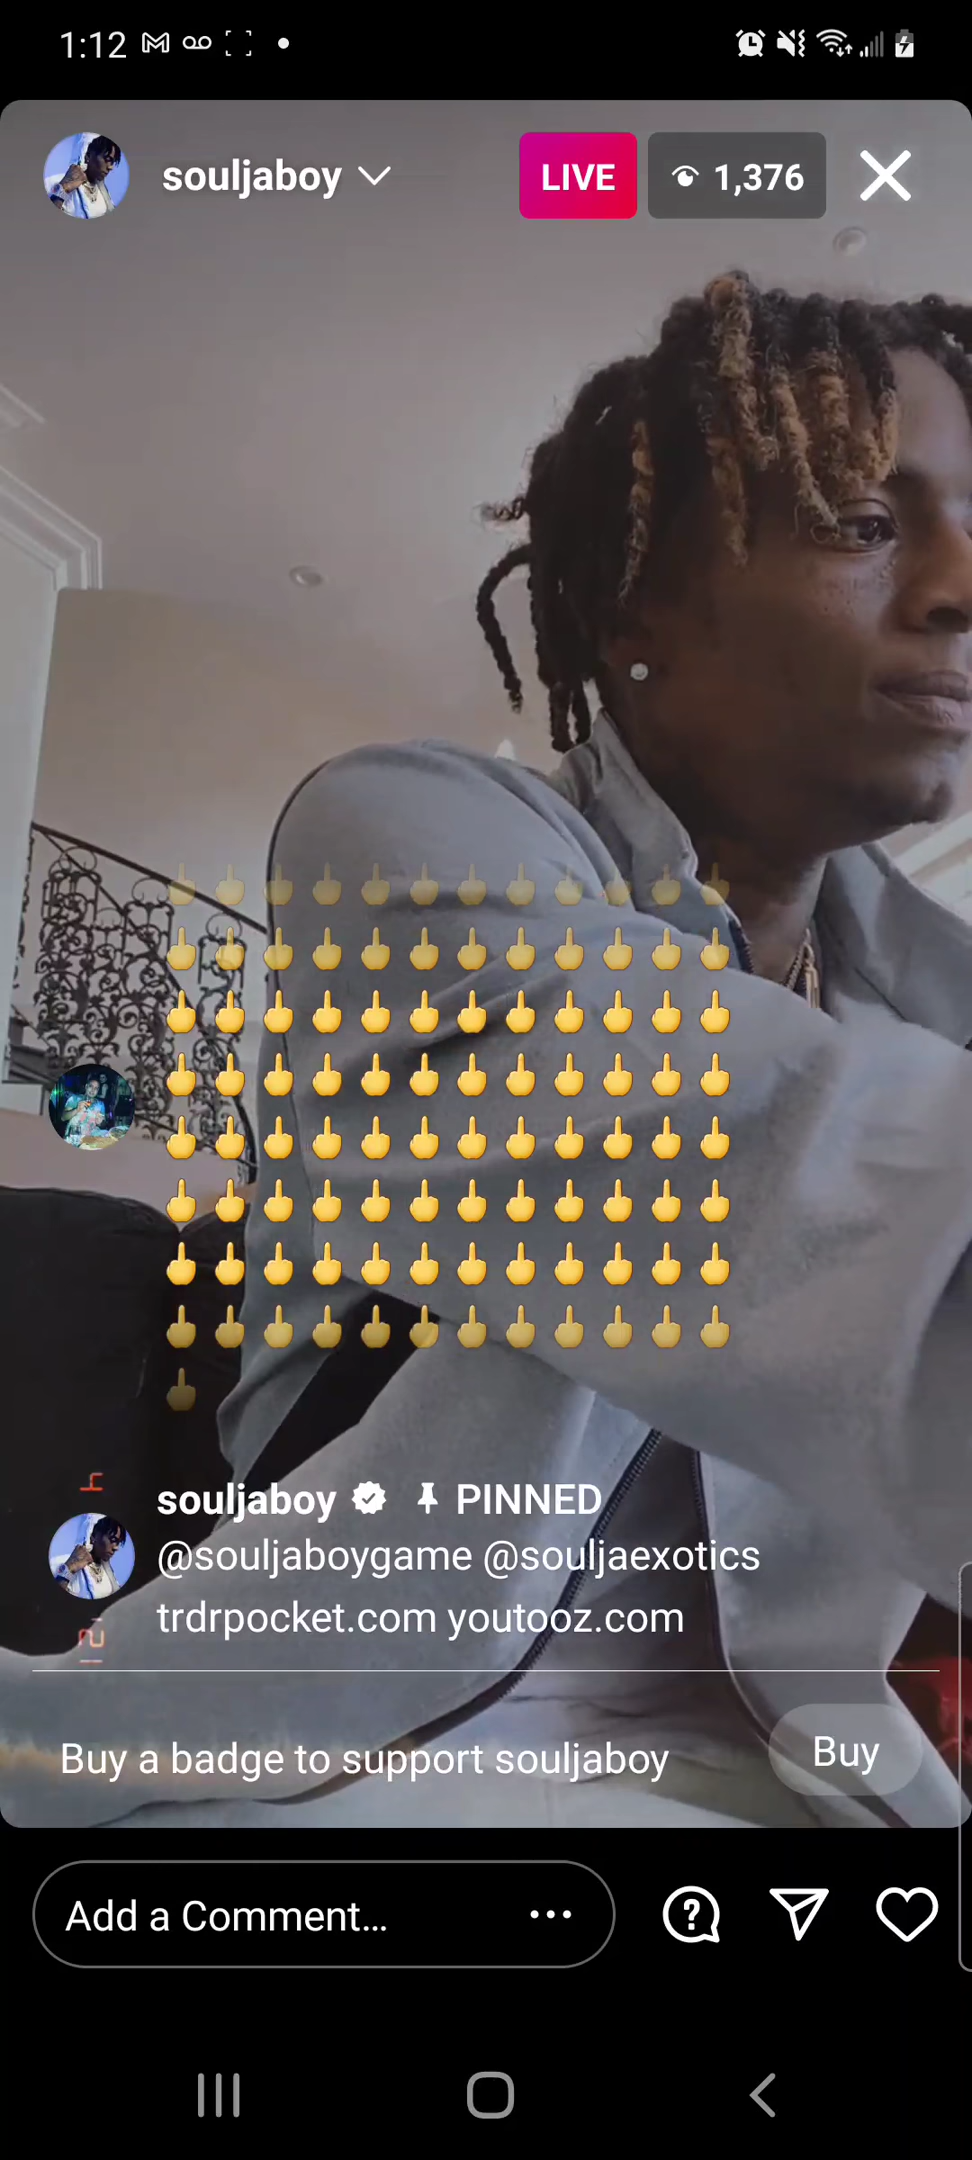 1:12
souljaboy
LIVE
1,376
🖕🖕🖕🖕🖕🖕🖕🖕🖕🖕🖕🖕
🖕🖕🖕🖕🖕🖕🖕🖕🖕🖕🖕🖕
🖕🖕🖕🖕🖕🖕🖕🖕🖕🖕🖕🖕
🖕🖕🖕🖕🖕🖕🖕🖕🖕🖕🖕🖕
🖕🖕🖕🖕🖕🖕🖕🖕🖕🖕🖕🖕
🖕🖕🖕🖕🖕🖕🖕🖕🖕🖕🖕🖕
🖕🖕🖕🖕🖕🖕🖕🖕🖕🖕🖕🖕
🖕🖕🖕🖕🖕🖕🖕🖕🖕🖕🖕🖕
🖕
souljaboy PINNED
@souljaboygame @souljaexotics
trdrpocket.com youtooz.com
Buy a badge to support souljaboy
Buy
Add a Comment...